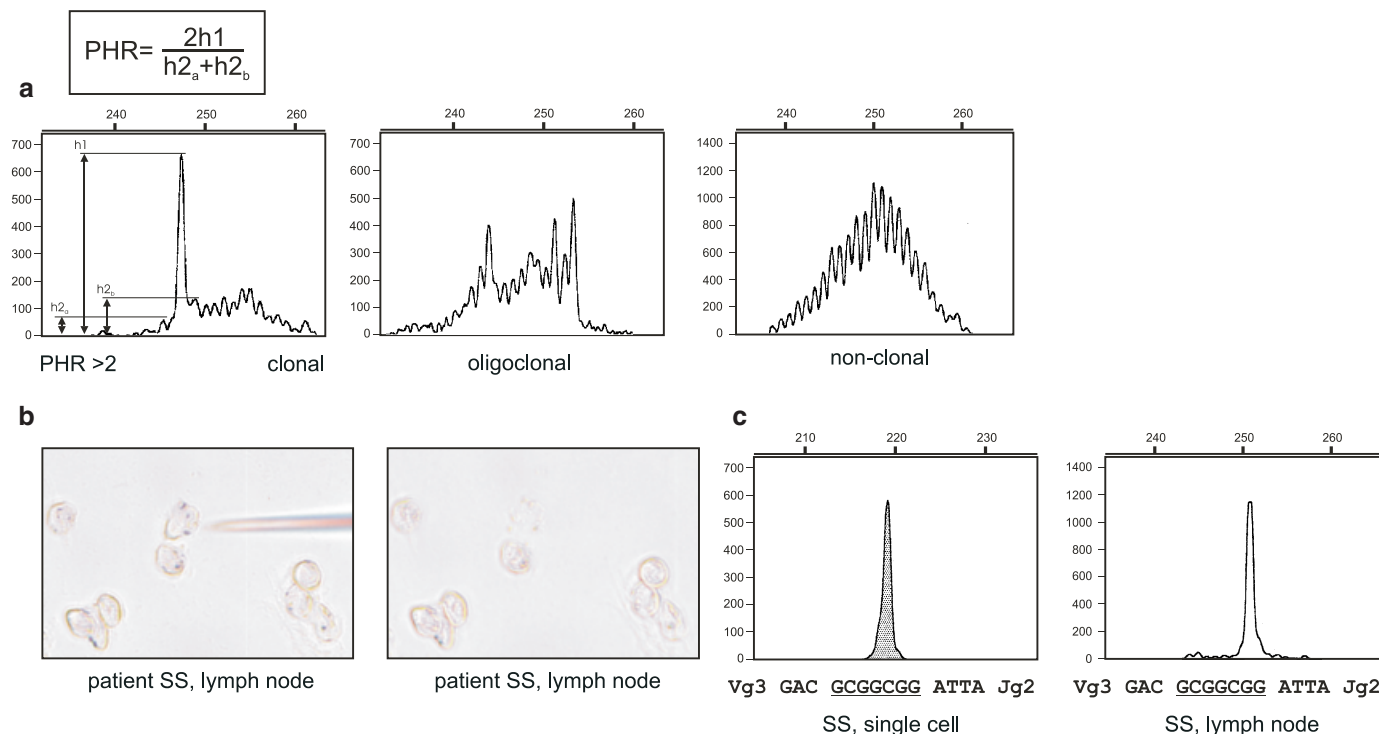 PHR= 2h1
h2a+h2b
a
240 250 260
700
600
500
400
300
200
100
0
h1
h2b
h2a
PHR >2 clonal
240 250 260
700
600
500
400
300
200
100
0
oligoclonal
240 250 260
1400
1200
1000
800
600
400
200
0
non-clonal
b
patient SS, lymph node
patient SS, lymph node
c
210 220 230
700
600
500
400
300
200
100
0
Vg3 GAC GCGGCGG ATTA Jg2
SS, single cell
240 250 260
1400
1200
1000
800
600
400
200
0
Vg3 GAC GCGGCGG ATTA Jg2
SS, lymph node